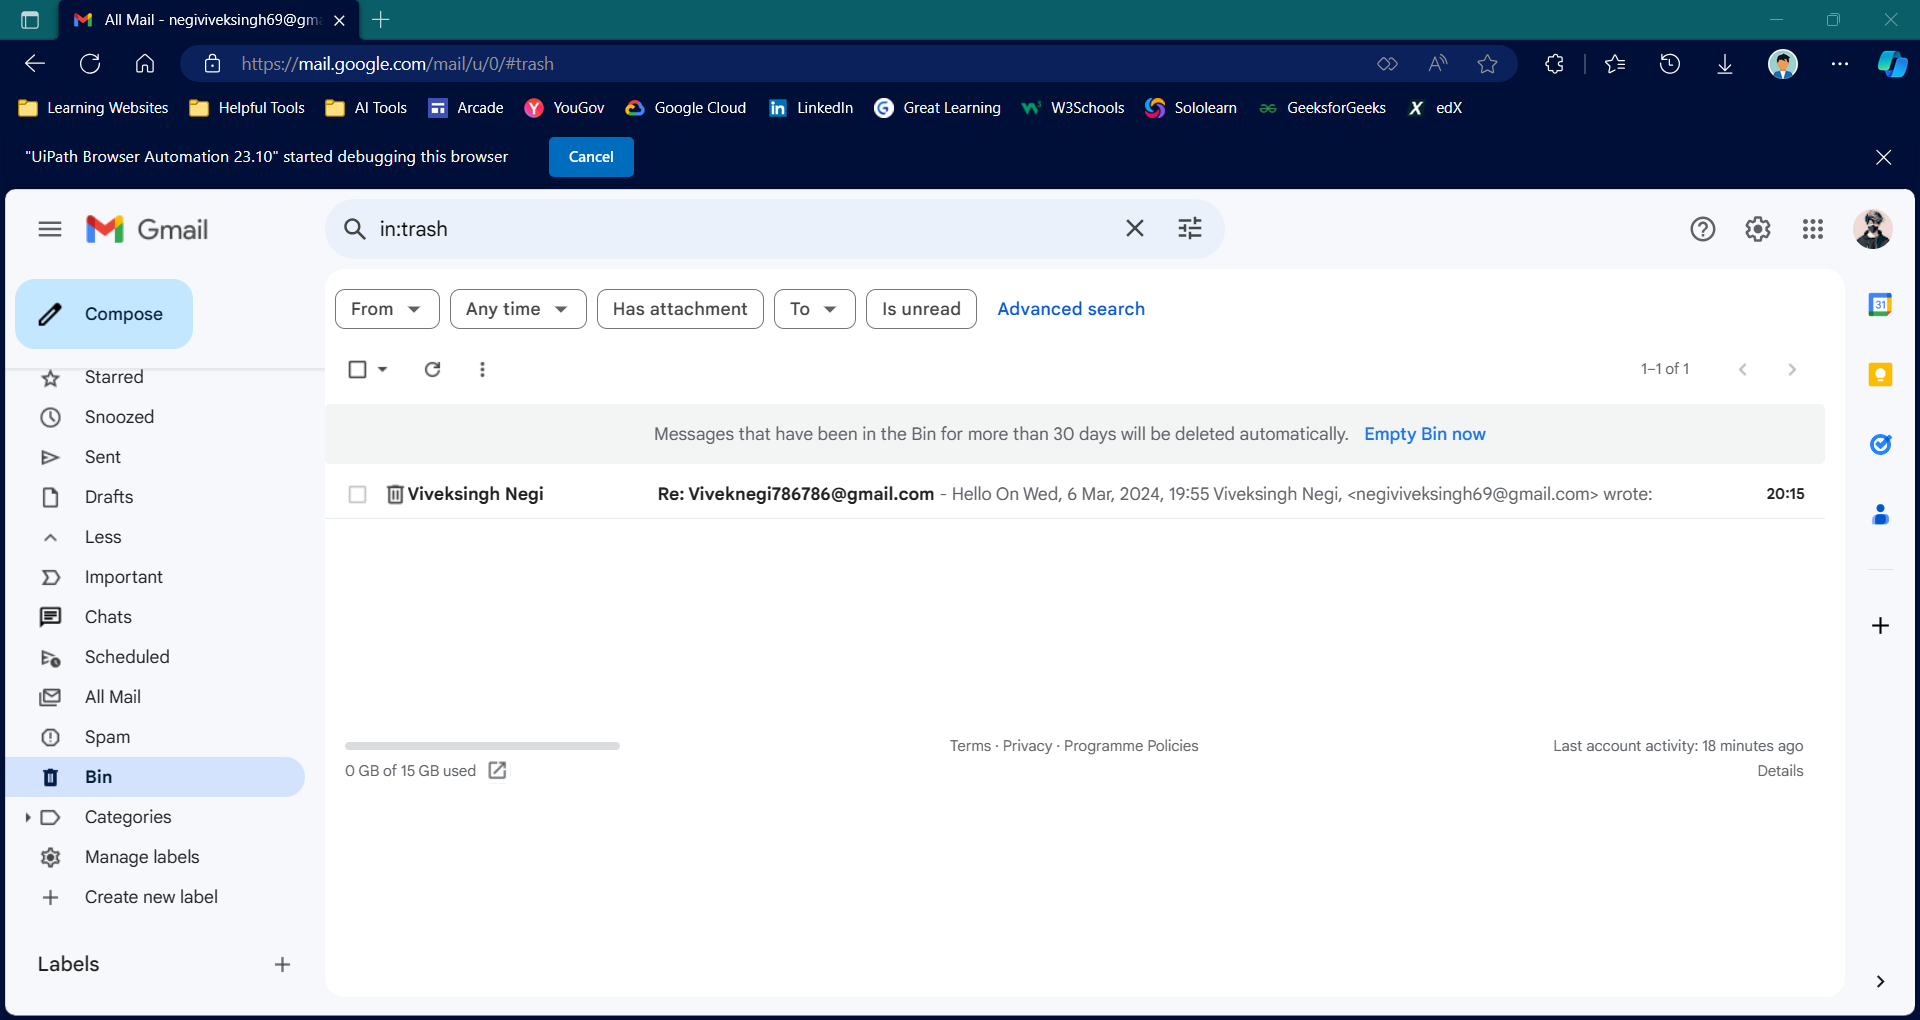 All Mail - negiviveksingh69@gm
https://mail.google.com/mail/u/0/#trash
Learning Websites Helpful Tools AI Tools Arcade YouGov Google Cloud LinkedIn Great Learning W3Schools Sololearn GeeksforGeeks edX
"UiPath Browser Automation 23.10" started debugging this browser Cancel
Gmail
in:trash
Compose
From Any time Has attachment To Is unread Advanced search
1–1 of 1
Messages that have been in the Bin for more than 30 days will be deleted automatically. Empty Bin now
Viveksingh Negi Re: Viveknegi786786@gmail.com - Hello On Wed, 6 Mar, 2024, 19:55 Viveksingh Negi, <negiviveksingh69@gmail.com> wrote: 20:15
Starred
Snoozed
Sent
Drafts
Less
Important
Chats
Scheduled
All Mail
Spam
Bin
Categories
Manage labels
Create new label
Labels
Terms · Privacy · Programme Policies
Last account activity: 18 minutes ago
0 GB of 15 GB used
Details
31